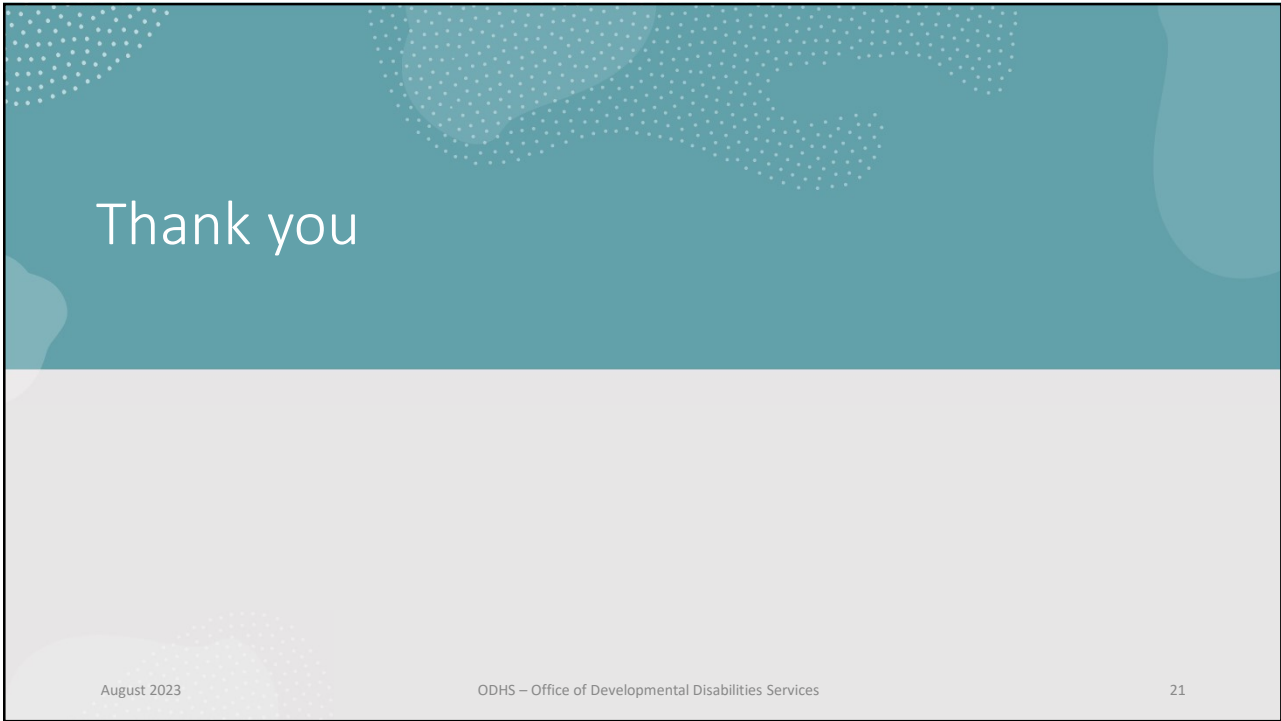 Thank you
August 2023
ODHS – Office of Developmental Disabilities Services
21